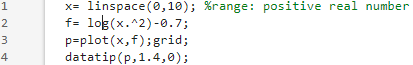 1 x= linspace(0,10); %range: positive real number
2 f= log(x.^2)-0.7;
3 p=plot(x,f);grid;
4 datatip(p,1.4,0);